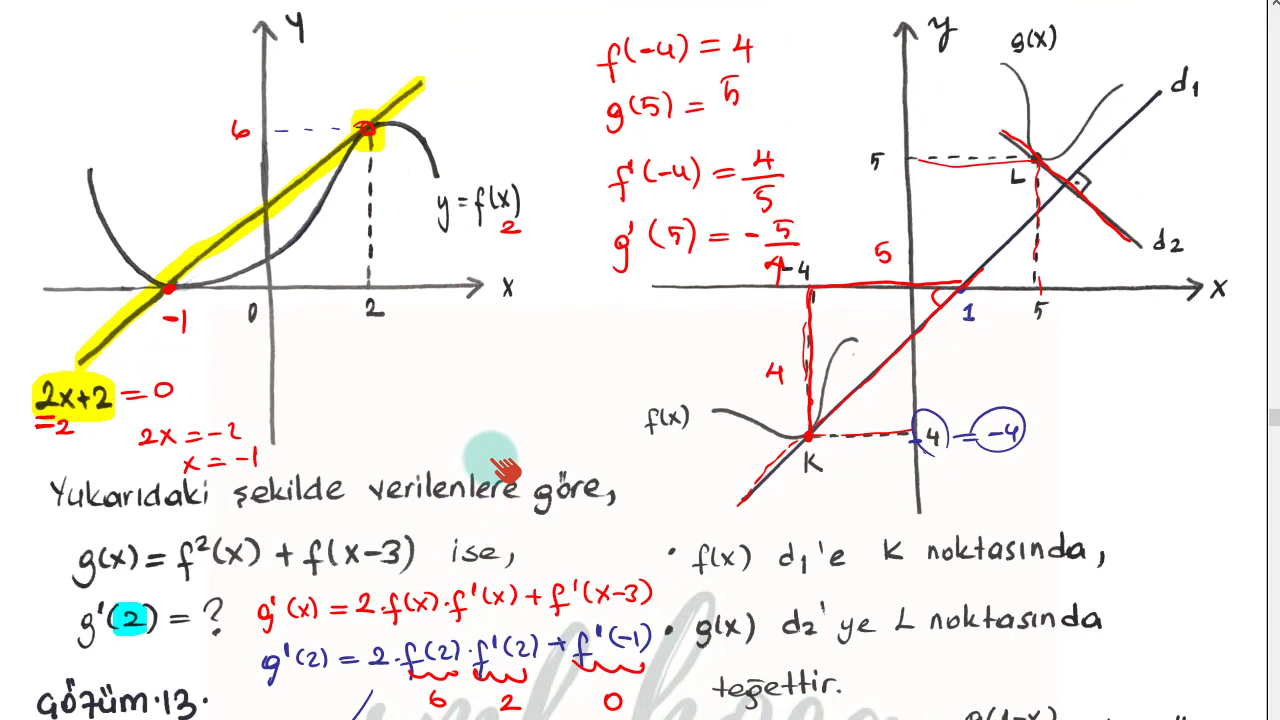 y
6
y = f(x)
2
x
-1
0
2
2x+2 = 0
= 2
2x = -2
x = -1
Yukarıdaki şekilde verilenlere göre,
g(x) = f²(x) + f(x-3) ise,
g'(2) = ?
g'(x) = 2.f(x).f'(x) + f'(x-3)
g'(2) = 2.f(2).f'(2) + f'(-1)
6 2 0
Çözüm.13.
f(-4) = 4
g(5) = 5
f'(-4) = 4/5
g'(5) = -5/4
y
g(x)
d₁
5
L
d₂
-4
5
x
1
5
4
f(x)
-4 = -4
K
• f(x) d₁'e K noktasında,
• g(x) d₂'ye L noktasında
teğettir.